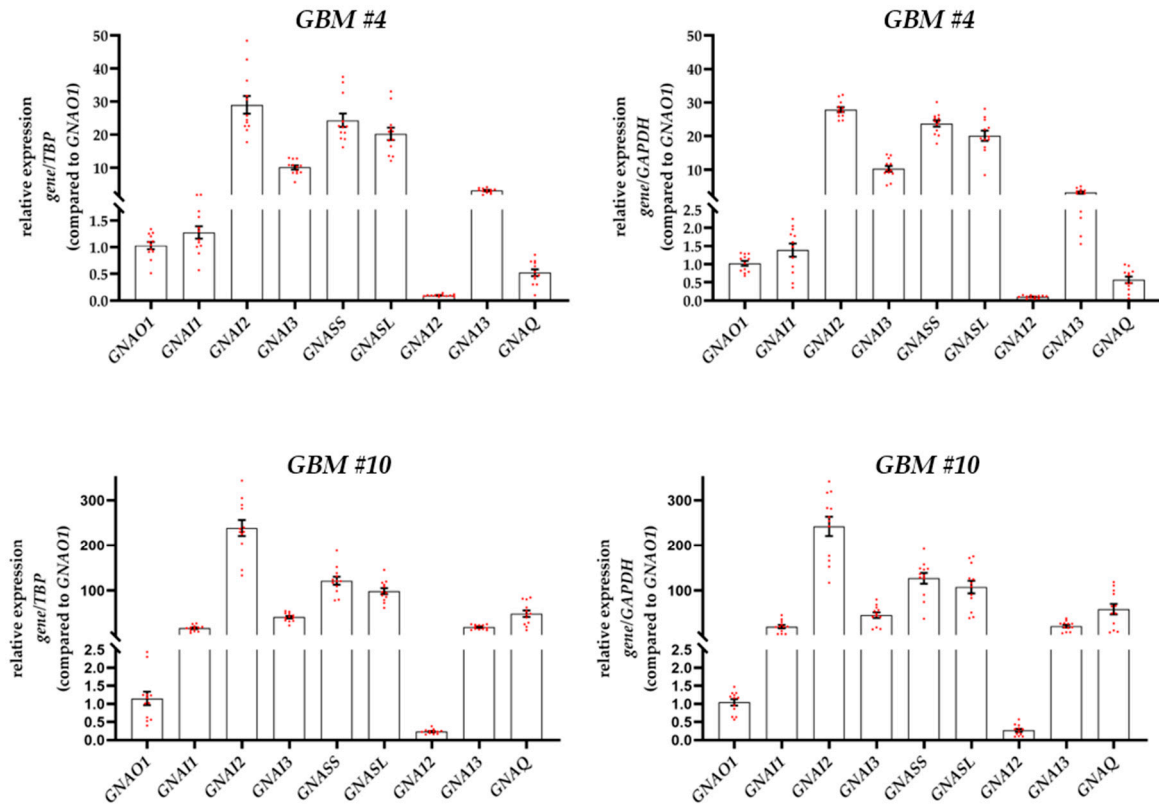 GBM #4
relative expression
gene/TBP
(compared to GNAO1)
50
40
30
20
10
1.5
1.0
0.5
0.0
GNAO1
GNAI1
GNAI2
GNAI3
GNASS
GNASL
GNA12
GNA13
GNAQ
GBM #4
relative expression
gene/GAPDH
(compared to GNAO1)
50
40
30
20
10
2.5
2.0
1.5
1.0
0.5
0.0
GNAO1
GNAI1
GNAI2
GNAI3
GNASS
GNASL
GNA12
GNA13
GNAQ
GBM #10
relative expression
gene/TBP
(compared to GNAO1)
300
200
100
2.5
2.0
1.5
1.0
0.5
0.0
GNAO1
GNAI1
GNAI2
GNAI3
GNASS
GNASL
GNA12
GNA13
GNAQ
GBM #10
relative expression
gene/GAPDH
(compared to GNAO1)
300
200
100
2.5
2.0
1.5
1.0
0.5
0.0
GNAO1
GNAI1
GNAI2
GNAI3
GNASS
GNASL
GNA12
GNA13
GNAQ